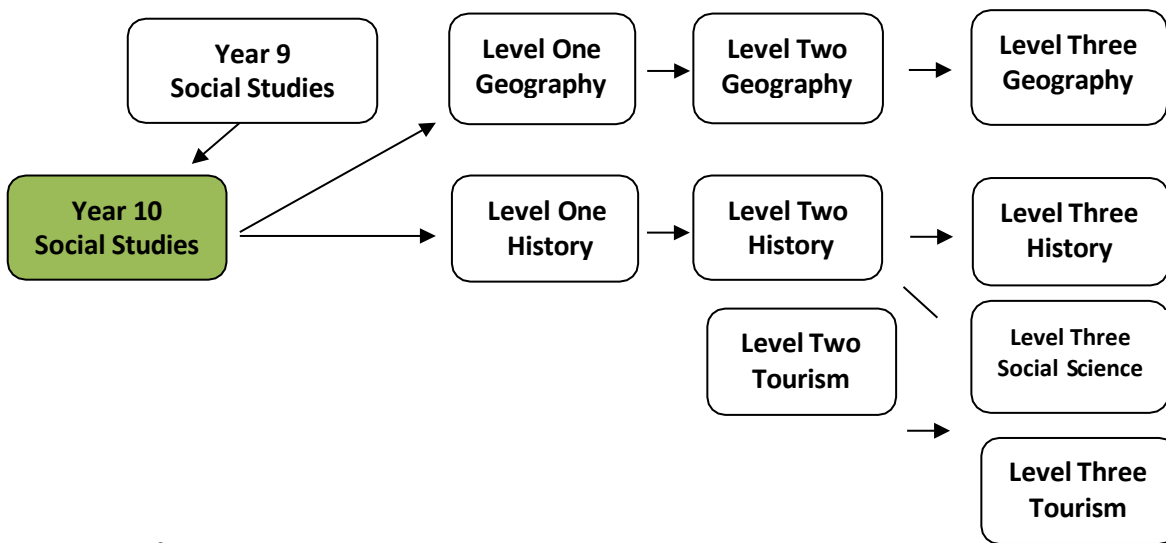 Year 9
Social Studies
Level One
Geography
Level Two
Geography
Level Three
Geography
Year 10
Social Studies
Level One
History
Level Two
History
Level Three
History
Level Two
Tourism
Level Three
Social Science
Level Three
Tourism